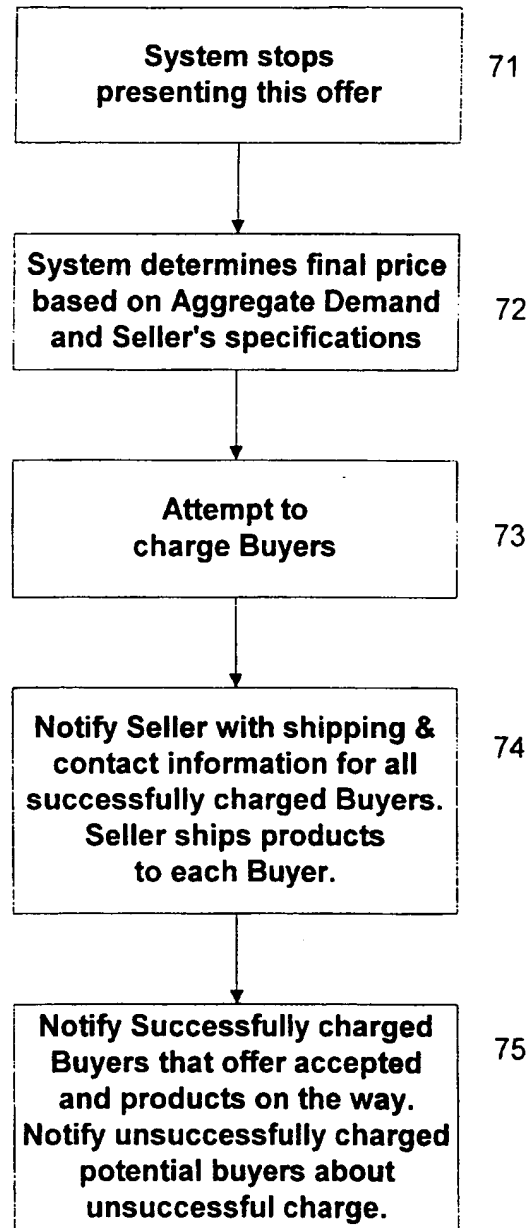 System stops
presenting this offer
71
System determines final price
based on Aggregate Demand
and Seller's specifications
72
Attempt to
charge Buyers
73
Notify Seller with shipping &
contact information for all
successfully charged Buyers.
Seller ships products
to each Buyer.
74
Notify Successfully charged
Buyers that offer accepted
and products on the way.
Notify unsuccessfully charged
potential buyers about
unsuccessful charge.
75